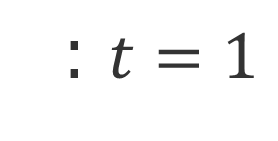 : t = 1